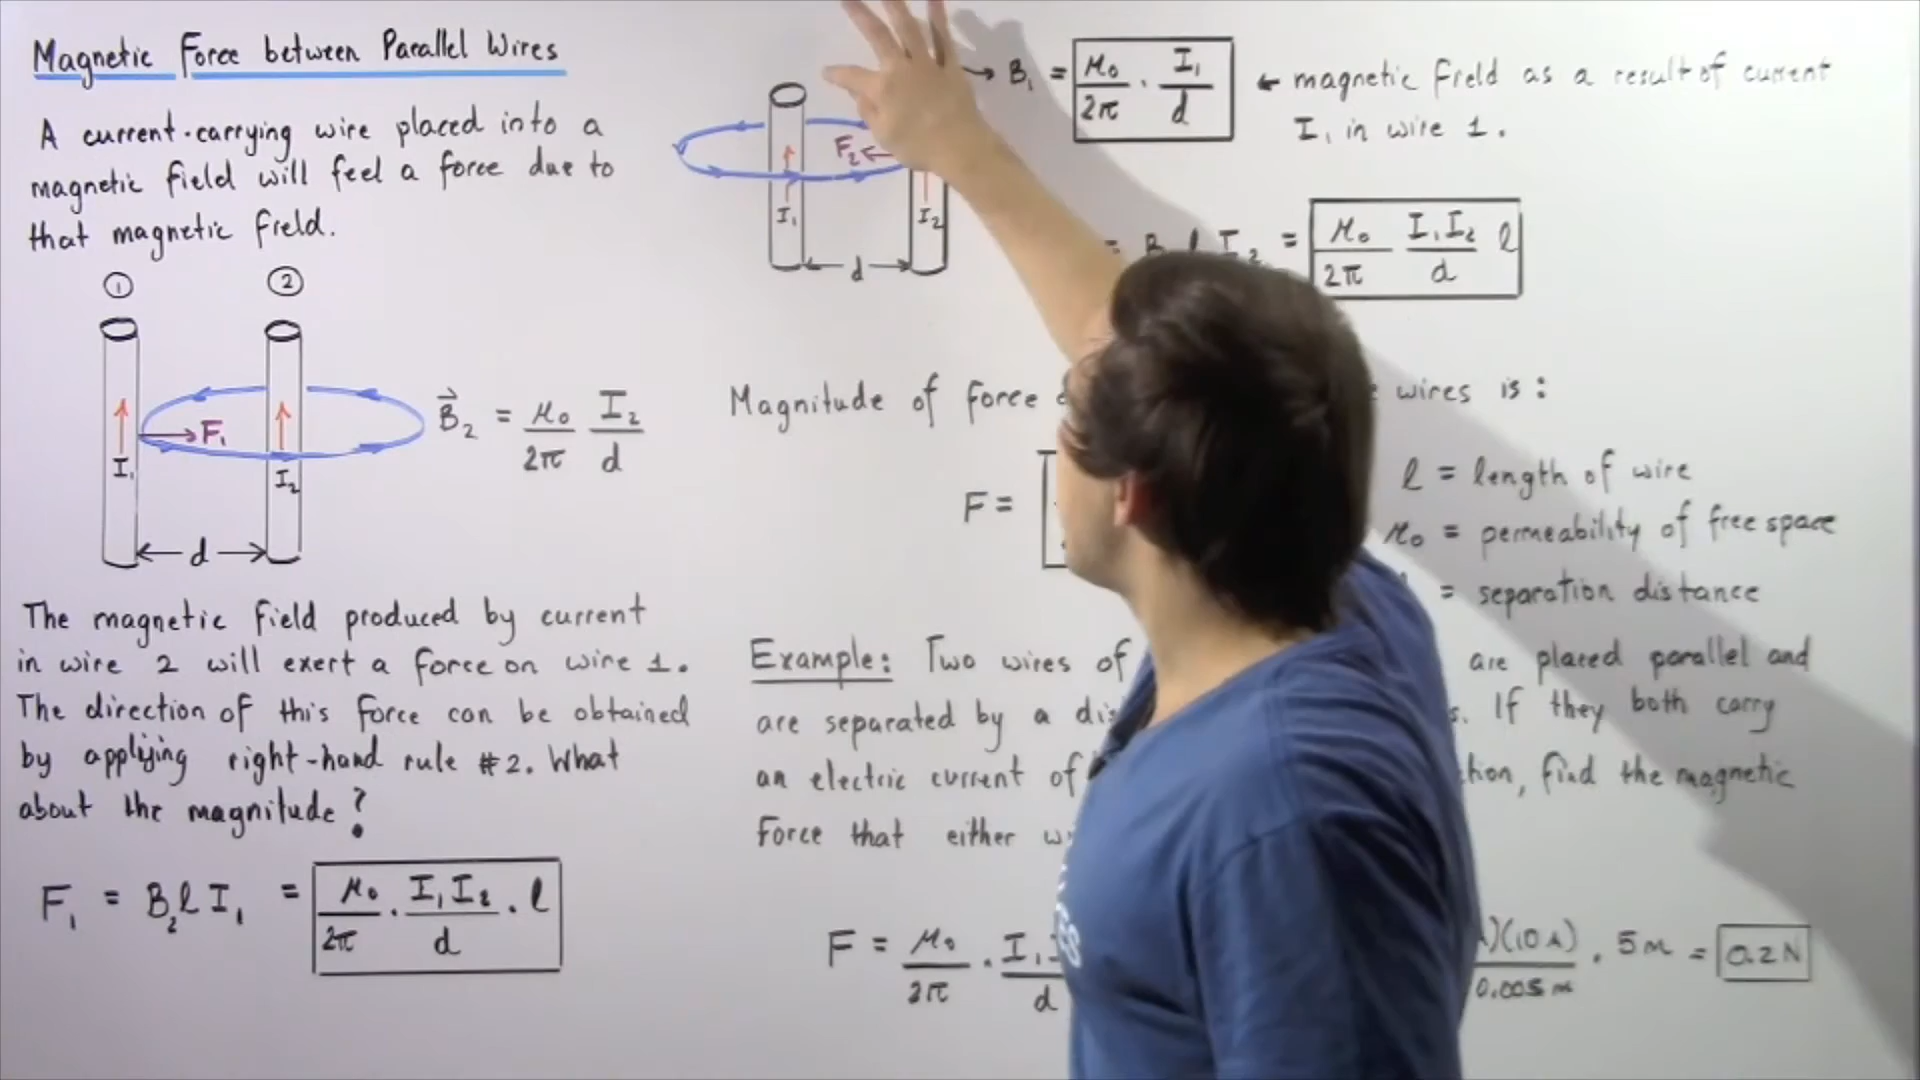 Magnetic Force between Parallel Wires
A current-carrying wire placed into a
magnetic field will feel a force due to
that magnetic field.
① ②
F₁
I₁ I₂
d
B⃗₂ = μ₀/2π I₂/d
The magnetic field produced by current
in wire 2 will exert a force on wire 1.
The direction of this force can be obtained
by applying right-hand rule #2. What
about the magnitude?
F₁ = B₂ l I₁ = μ₀/2π · I₁I₂/d · l
F₂
I₁ I₂
d
→ B₁ = μ₀/2π · I₁/d ← magnetic field as a result of current
I₁ in wire 1.
= B l I₂ = μ₀/2π I₁I₂/d l
Magnitude of force wires is:
F =
l = length of wire
μ₀ = permeability of free space
= separation distance
Example: Two wires of are placed parallel and
are separated by a If they both carry
an electric current of find the magnetic
force that either
F = μ₀/2π · I₁ /d )(10 A)/0.005 m · 5 m = 0.2 N